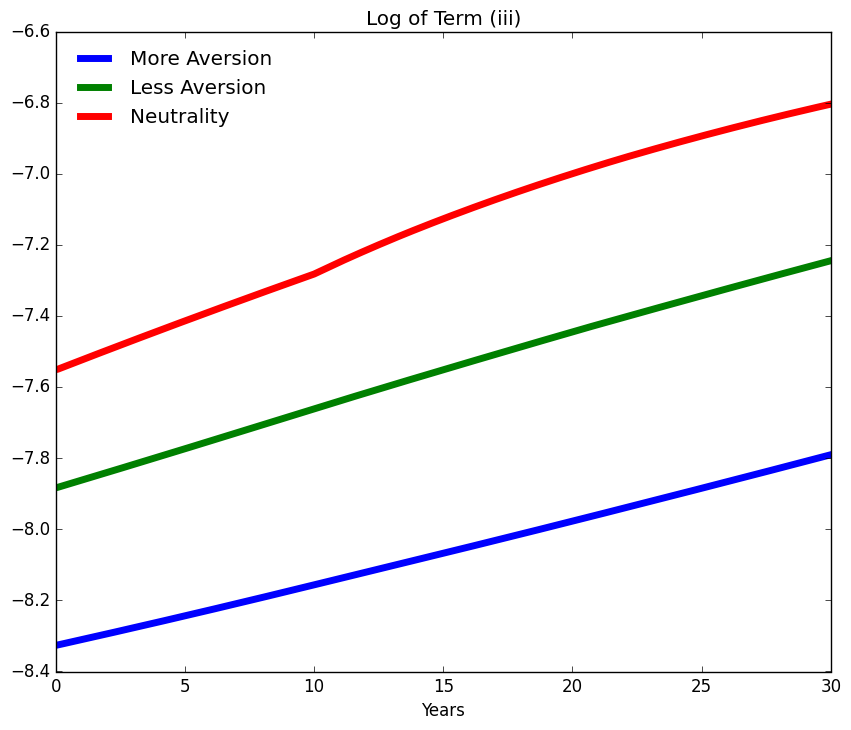 Log of Term (iii)
More Aversion
Less Aversion
Neutrality
−6.6
−6.8
−7.0
−7.2
−7.4
−7.6
−7.8
−8.0
−8.2
−8.4
0 5 10 15 20 25 30
Years